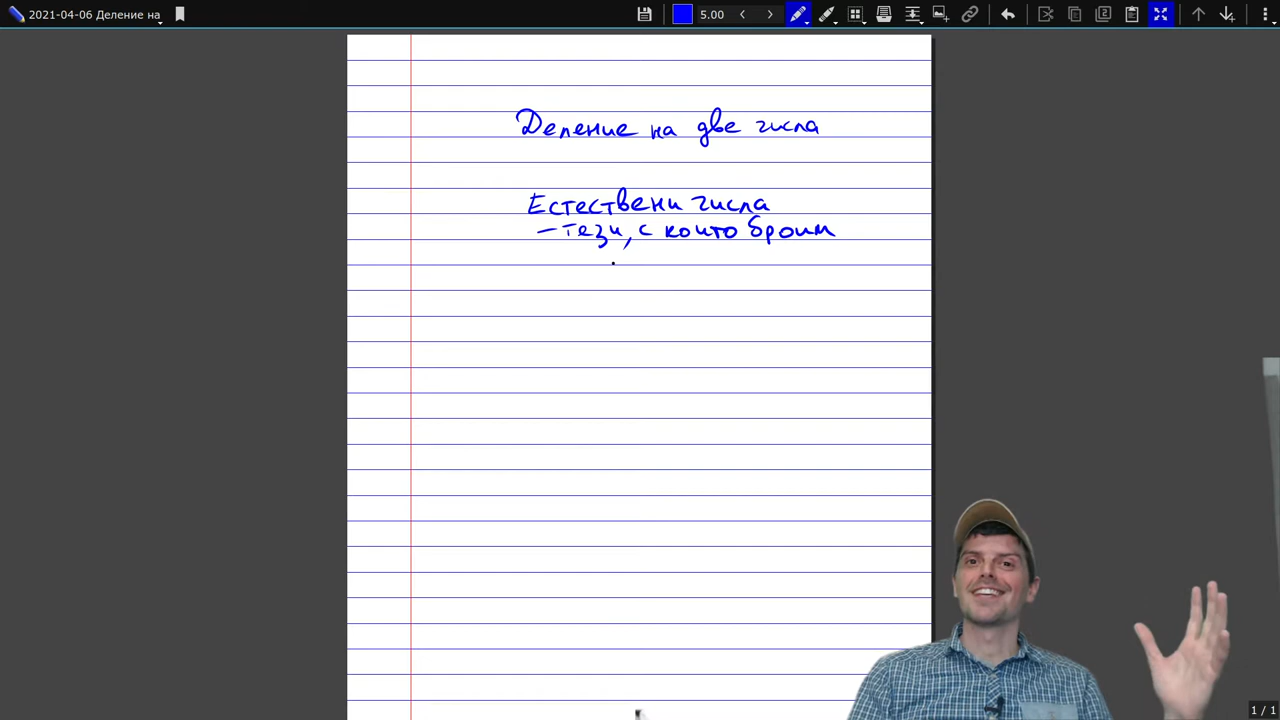 2021-04-06 Деление на
5.00
Деление на две числа
Естествени числа
– тези, с които броим
1 / 1